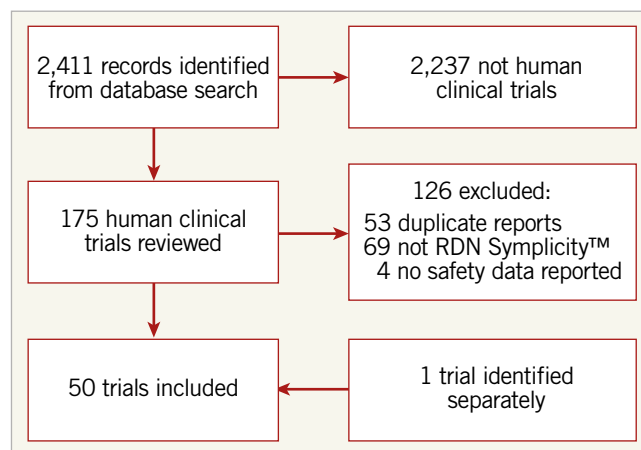 2,411 records identified
from database search
2,237 not human
clinical trials
175 human clinical
trials reviewed
126 excluded:
53 duplicate reports
69 not RDN Symplicity™
4 no safety data reported
50 trials included
1 trial identified
separately